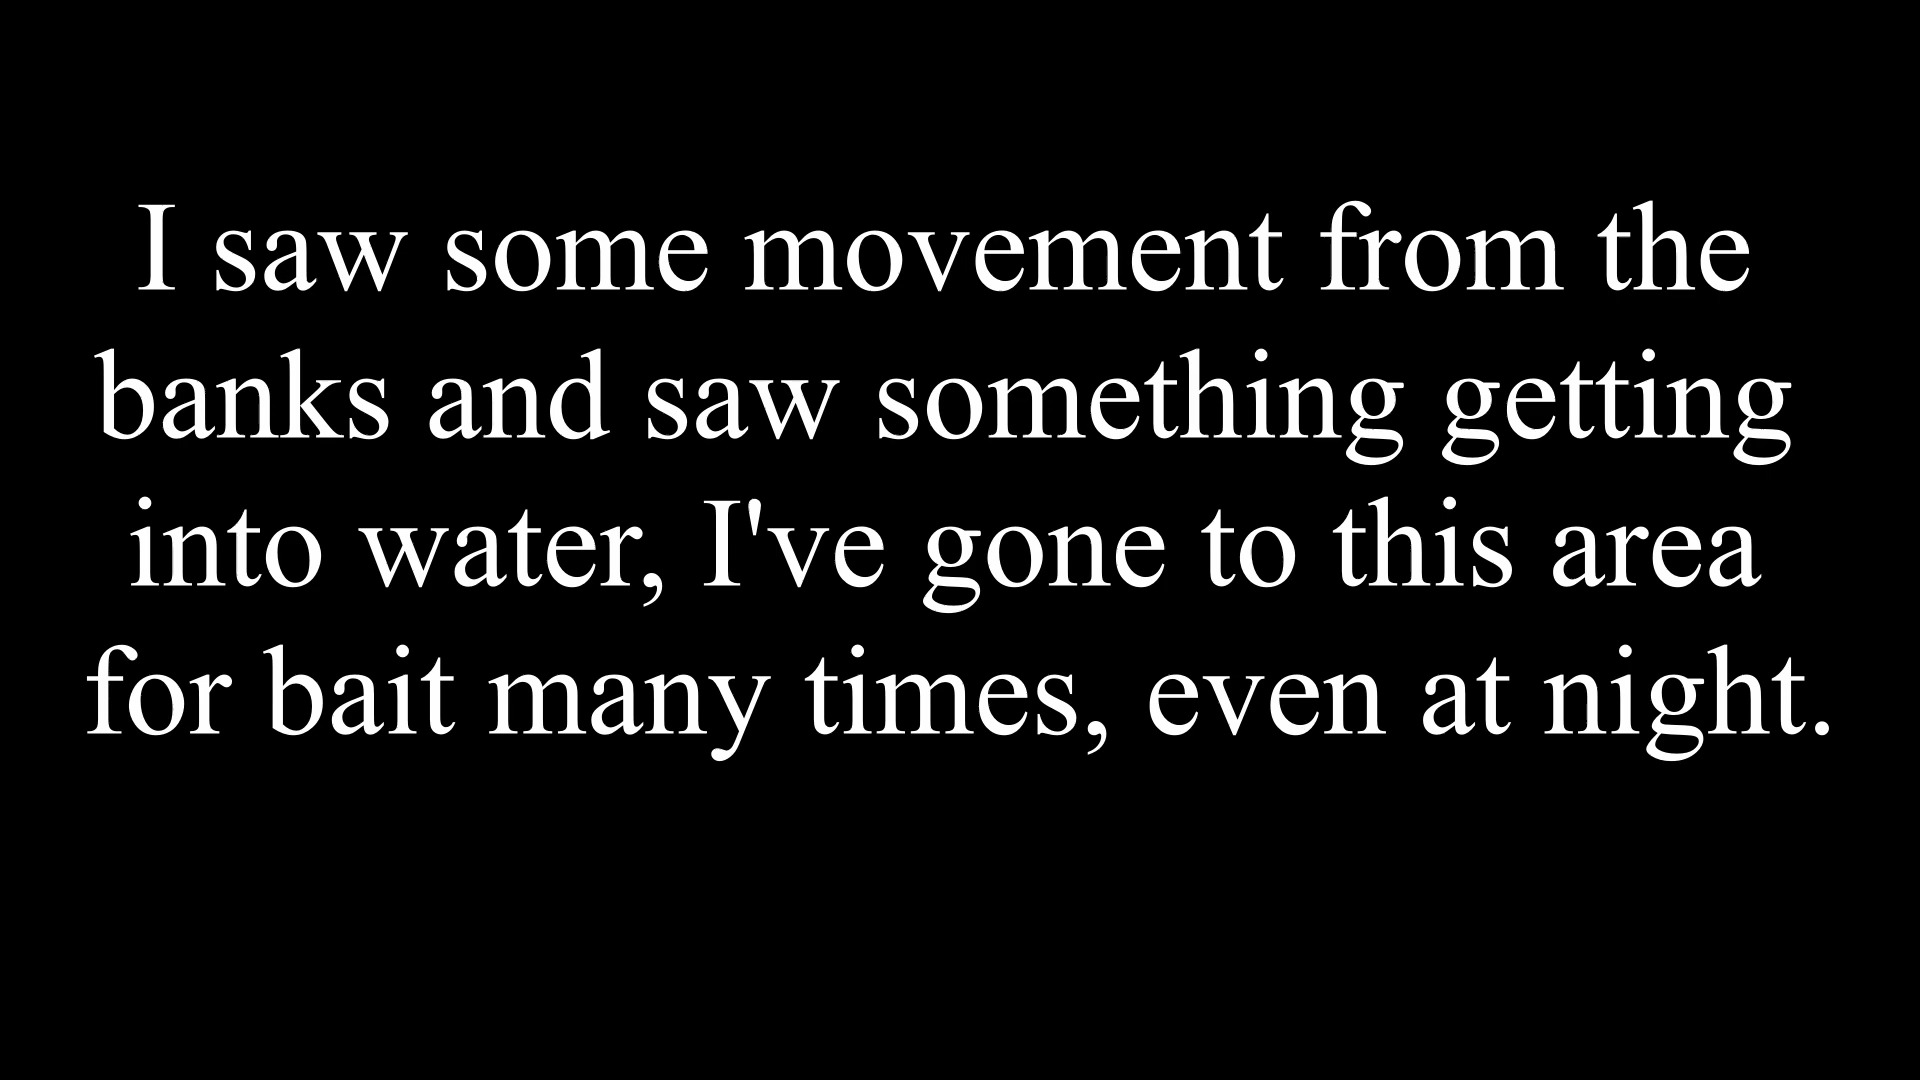 I saw some movement from the
banks and saw something getting
into water, I've gone to this area
for bait many times, even at night.